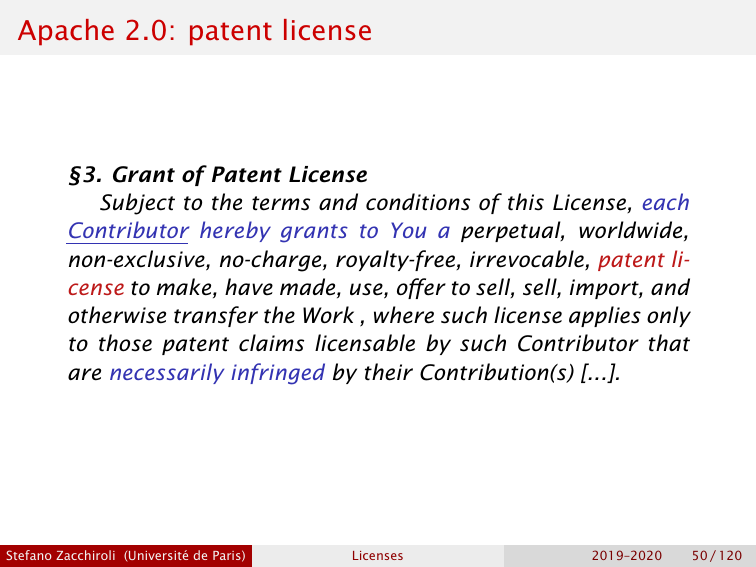 Apache 2.0: patent license
§3. Grant of Patent License
Subject to the terms and conditions of this License, each
Contributor hereby grants to You a perpetual, worldwide,
non-exclusive, no-charge, royalty-free, irrevocable, patent li-
cense to make, have made, use, offer to sell, sell, import, and
otherwise transfer the Work , where such license applies only
to those patent claims licensable by such Contributor that
are necessarily infringed by their Contribution(s) [...].
Stefano Zacchiroli (Université de Paris) Licenses 2019–2020 50 / 120